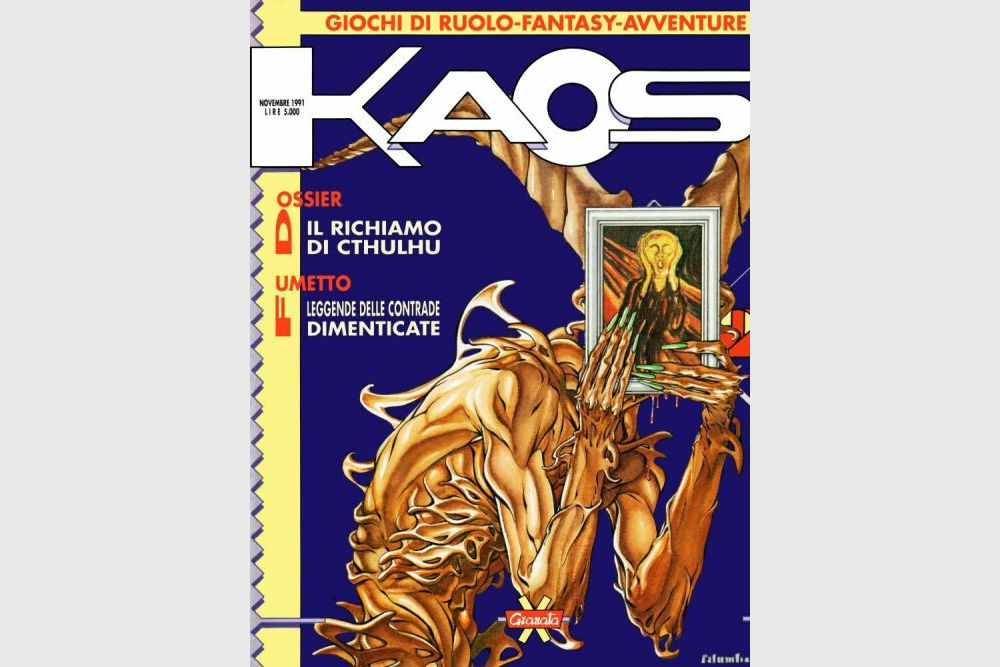 GIOCHI DI RUOLO-FANTASY-AVVENTURE
KAOS
NOVEMBRE 1991
LIRE 5.000
DOSSIER
IL RICHIAMO
DI CTHULHU
FUMETTO
LEGGENDE DELLE CONTRADE
DIMENTICATE
Granata